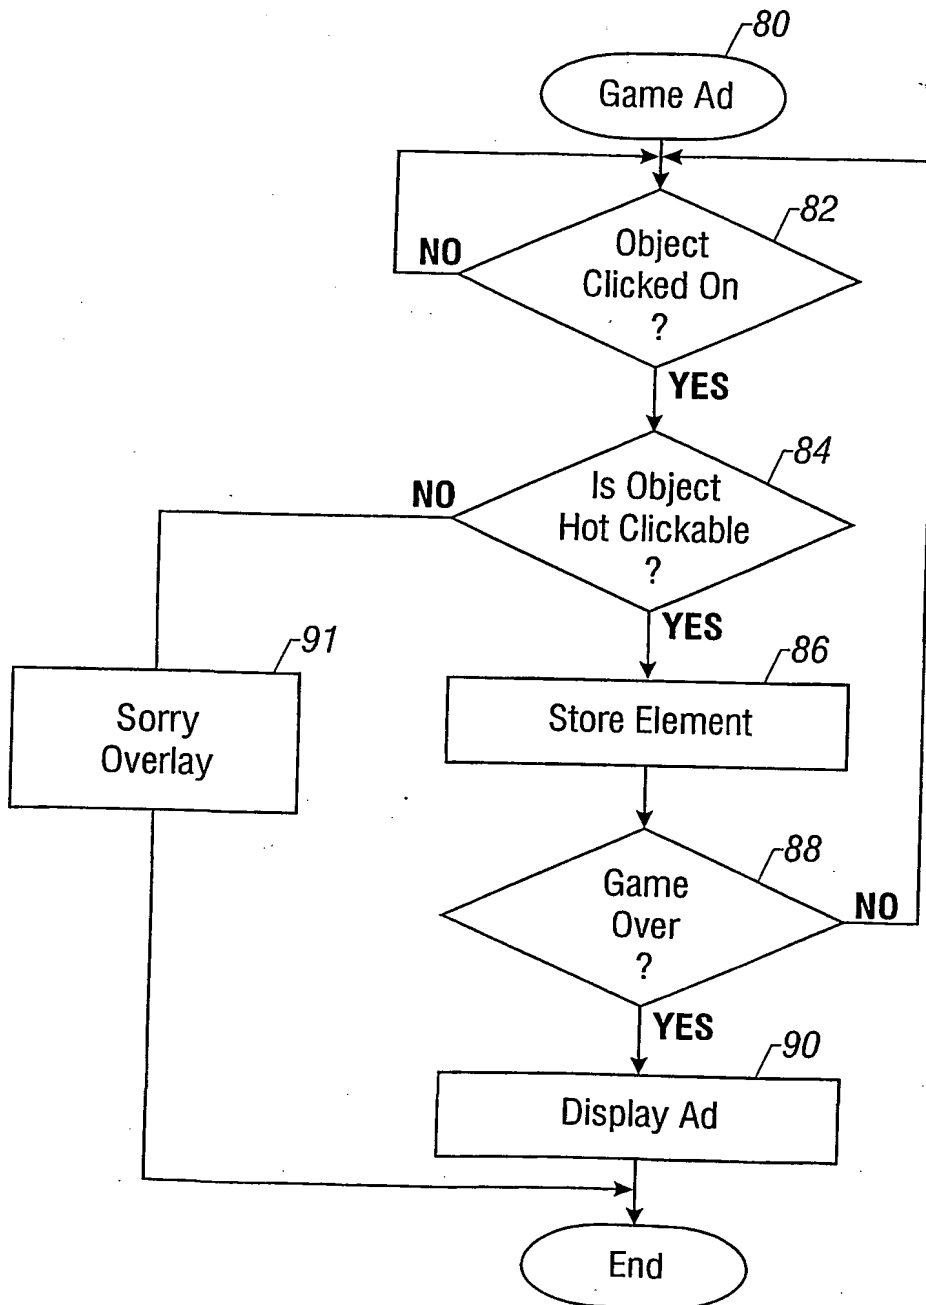 80
Game Ad
82
NO
Object
Clicked On
?
YES
84
NO
Is Object
Hot Clickable
?
YES
91
Sorry
Overlay
86
Store Element
88
Game
Over
?
NO
YES
90
Display Ad
End